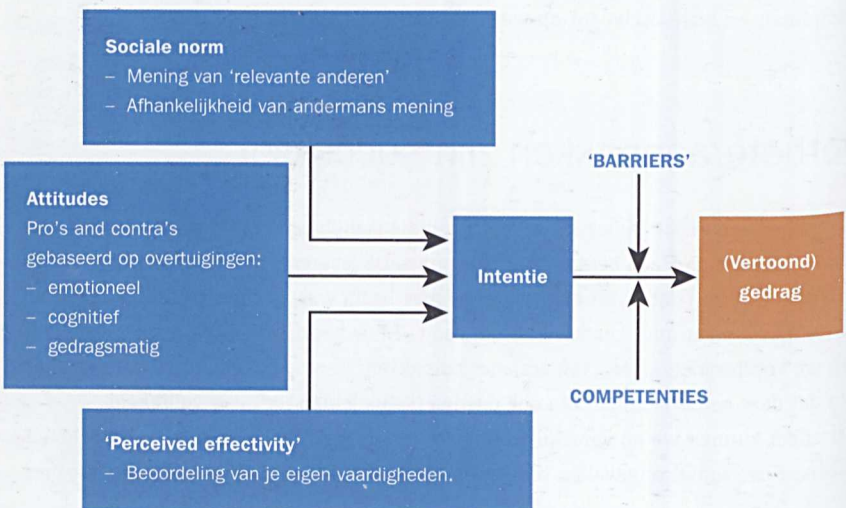 Sociale norm
– Mening van ‘relevante anderen’
– Afhankelijkheid van andermans mening
‘BARRIERS’
Attitudes
Pro's and contra's
gebaseerd op overtuigingen:
– emotioneel
– cognitief
– gedragsmatig
Intentie
(Vertoond)
gedrag
COMPETENTIES
‘Perceived effectivity’
– Beoordeling van je eigen vaardigheden.